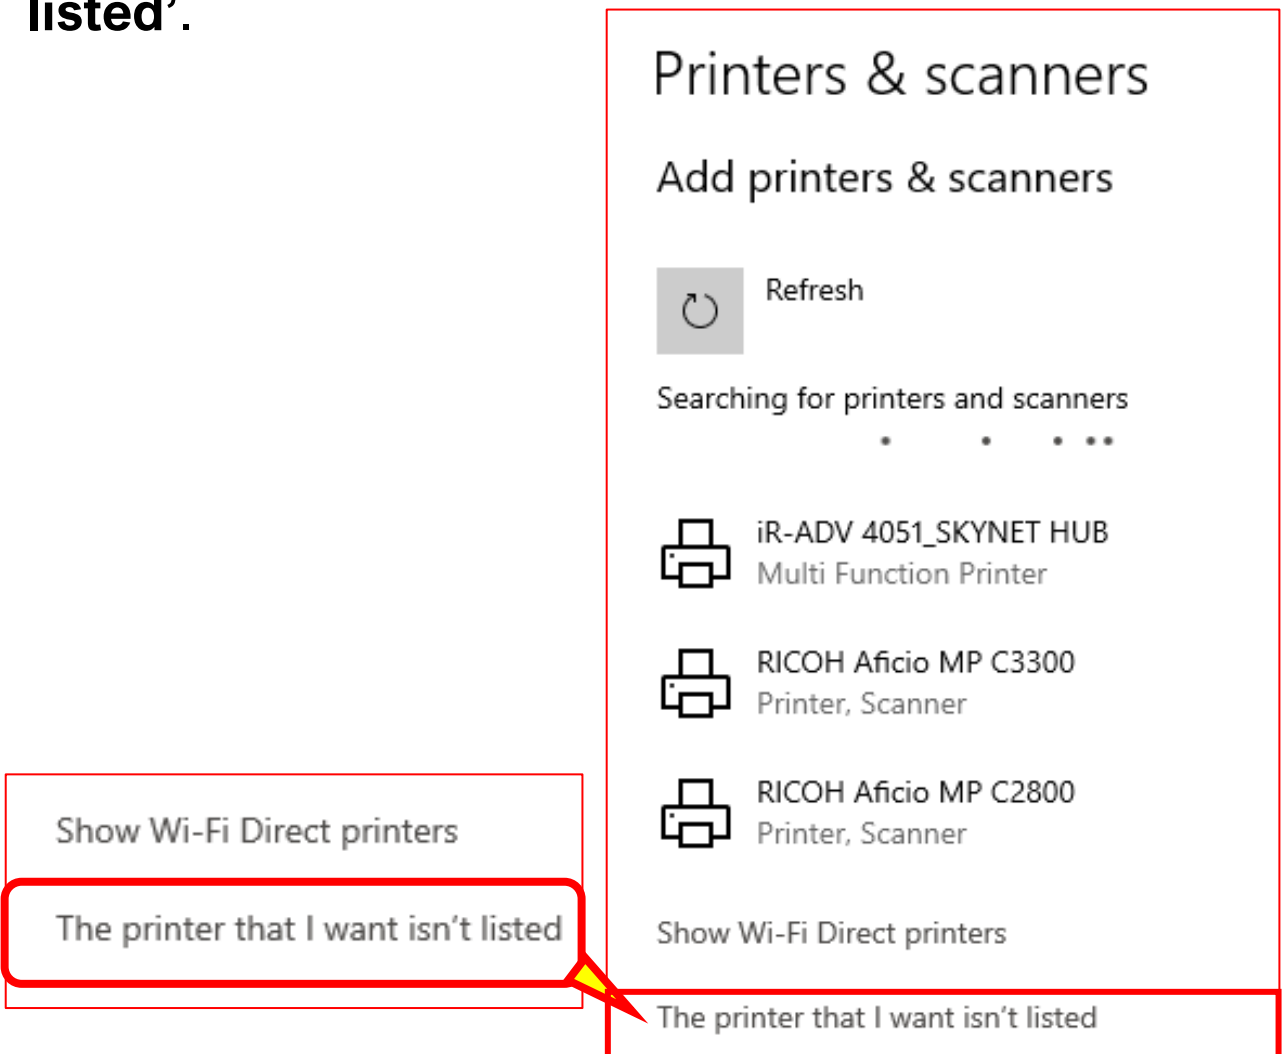 listed’.
Printers & scanners
Add printers & scanners
Refresh
Searching for printers and scanners
iR-ADV 4051_SKYNET HUB
Multi Function Printer
RICOH Aficio MP C3300
Printer, Scanner
RICOH Aficio MP C2800
Printer, Scanner
Show Wi-Fi Direct printers
The printer that I want isn’t listed
Show Wi-Fi Direct printers
The printer that I want isn’t listed